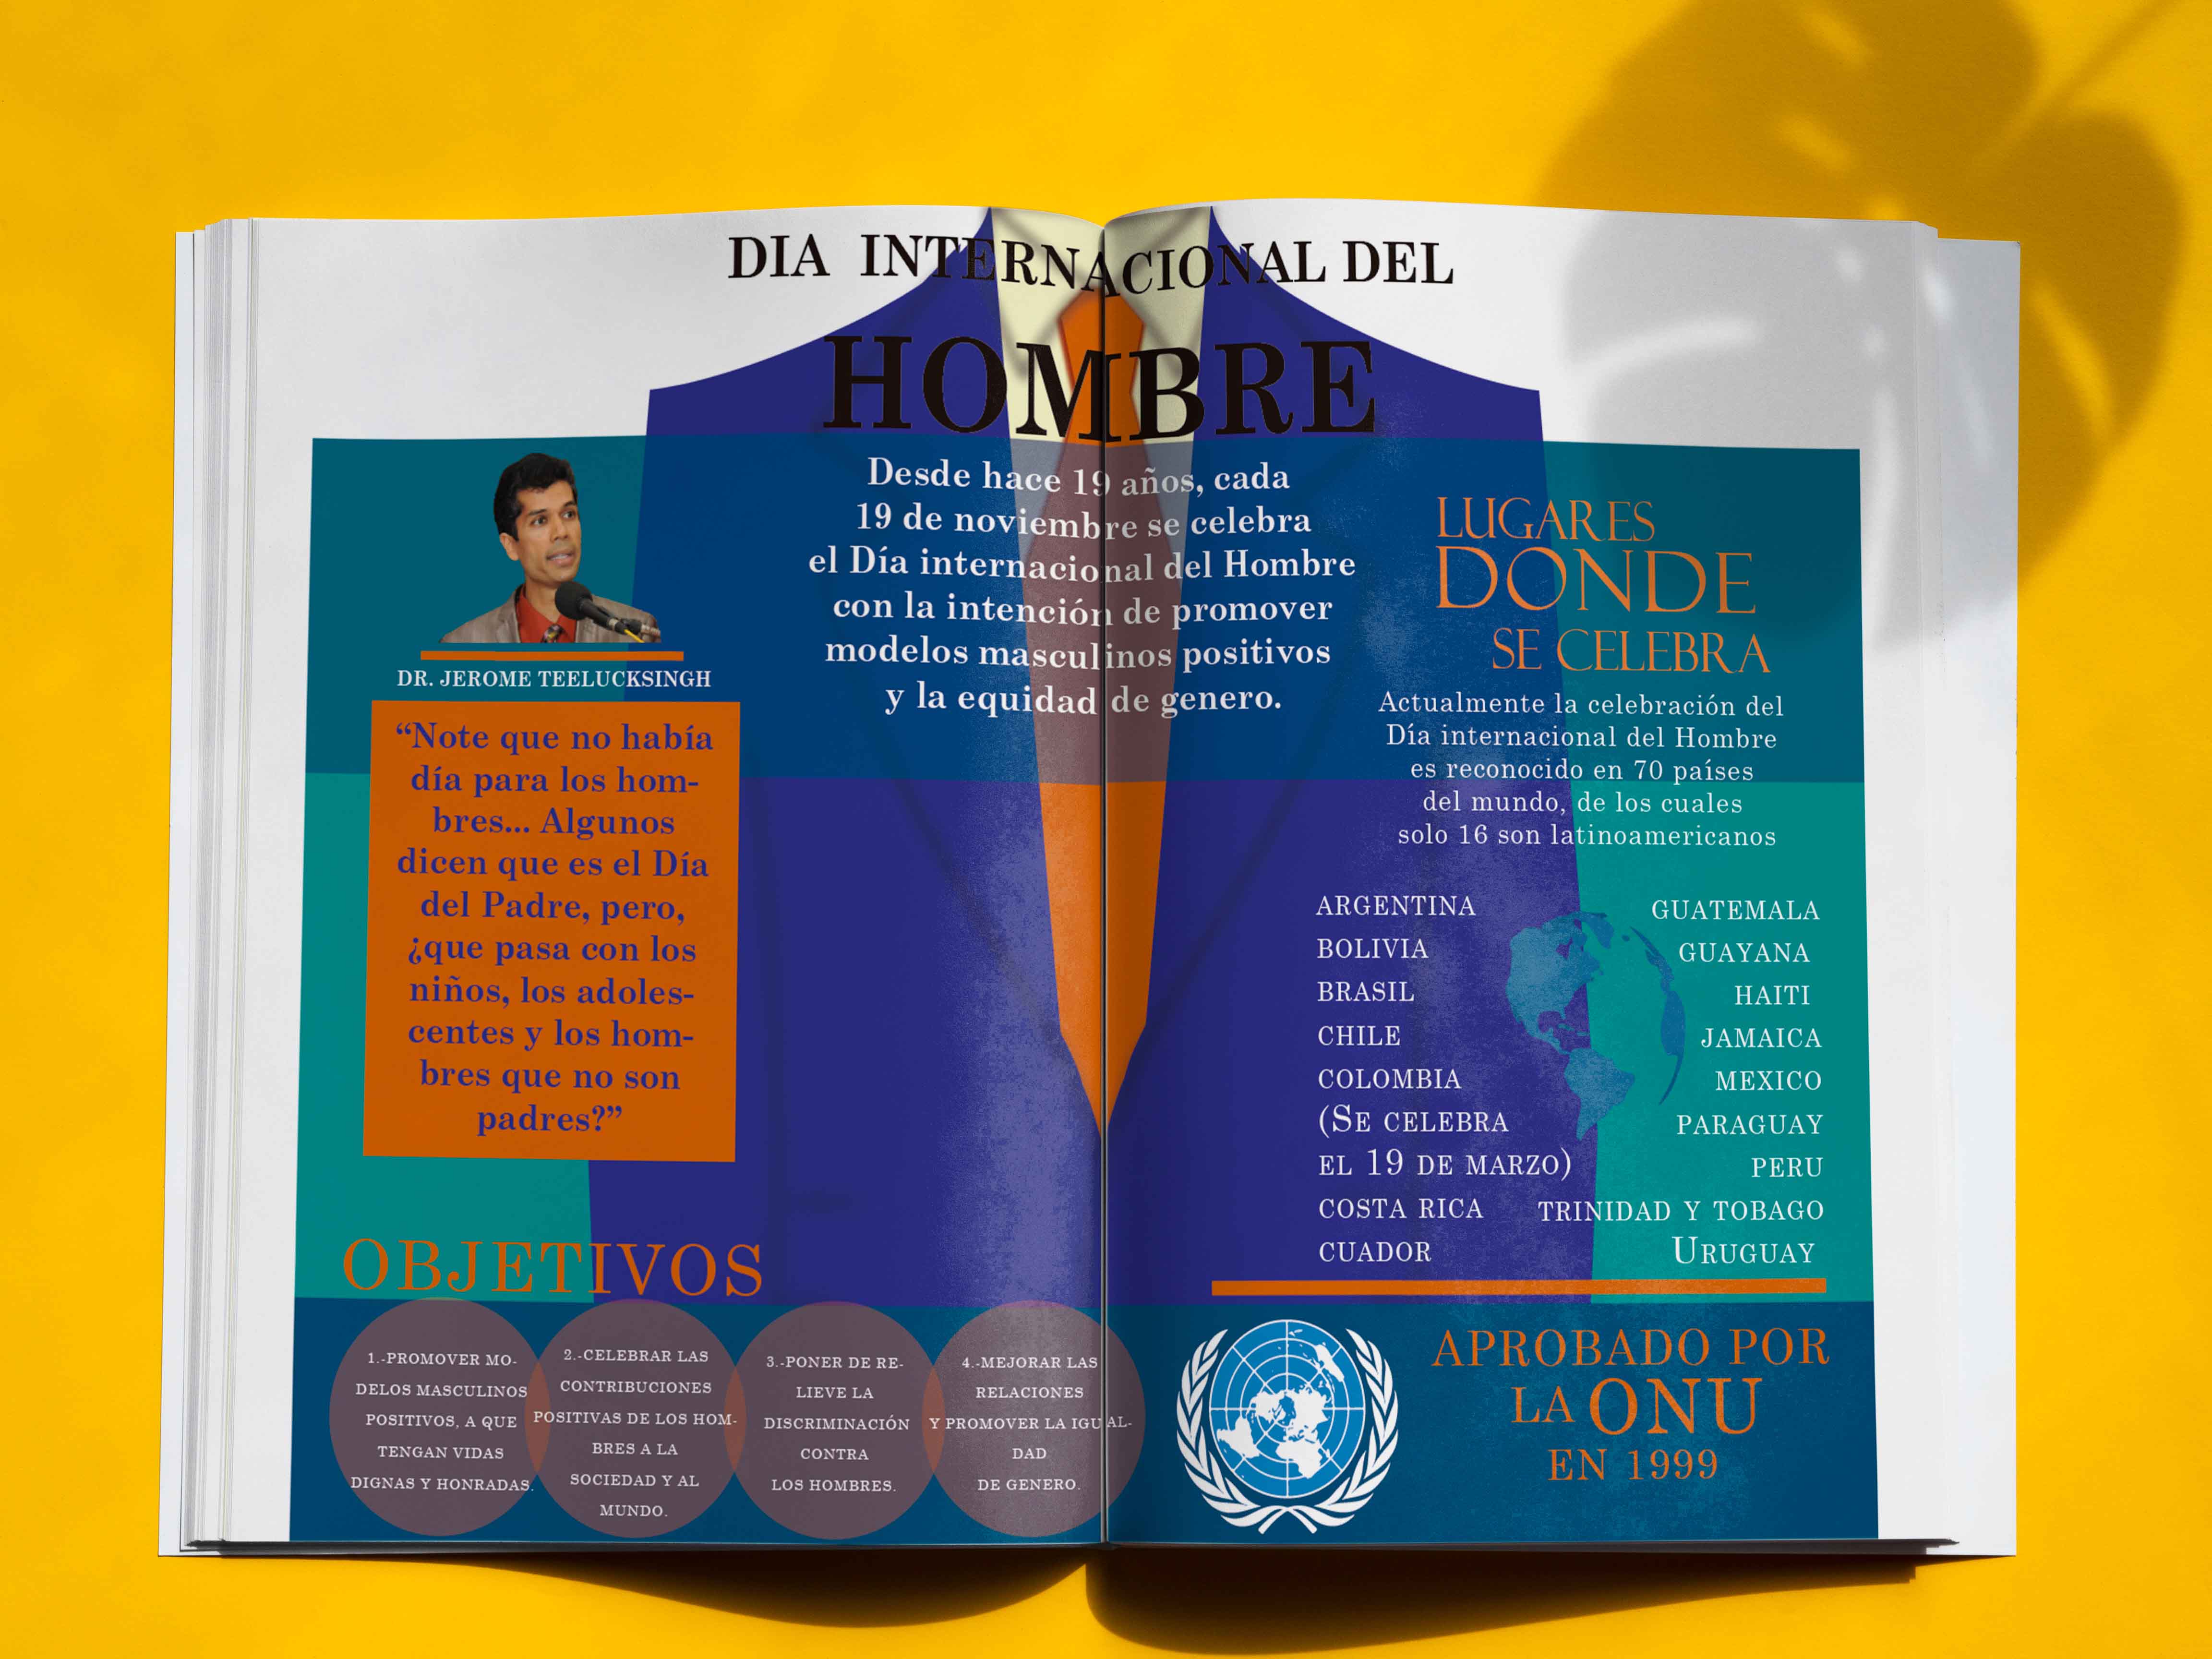 DIA INTERNACIONAL DEL
HOMBRE
Desde hace 19 años, cada
19 de noviembre se celebra
el Día internacional del Hombre
con la intención de promover
modelos masculinos positivos
y la equidad de genero.
DR. JEROME TEELUCKSINGH
“Note que no había
día para los hom-
bres... Algunos
dicen que es el Día
del Padre, pero,
¿que pasa con los
niños, los adoles-
centes y los hom-
bres que no son
padres?”
OBJETIVOS
1.-PROMOVER MO-
DELOS MASCULINOS
POSITIVOS, A QUE
TENGAN VIDAS
DIGNAS Y HONRADAS.
2.-CELEBRAR LAS
CONTRIBUCIONES
POSITIVAS DE LOS HOM-
BRES A LA
SOCIEDAD Y AL
MUNDO.
3.-PONER DE RE-
LIEVE LA
DISCRIMINACIÓN
CONTRA
LOS HOMBRES.
4.-MEJORAR LAS
RELACIONES
Y PROMOVER LA IGUAL-
DAD
DE GENERO.
LUGARES
DONDE
SE CELEBRA
Actualmente la celebración del
Día internacional del Hombre
es reconocido en 70 países
del mundo, de los cuales
solo 16 son latinoamericanos
ARGENTINA
BOLIVIA
BRASIL
CHILE
COLOMBIA
(SE CELEBRA
EL 19 DE MARZO)
COSTA RICA
CUADOR
GUATEMALA
GUAYANA
HAITI
JAMAICA
MEXICO
PARAGUAY
PERU
TRINIDAD Y TOBAGO
URUGUAY
APROBADO POR
LA ONU
EN 1999